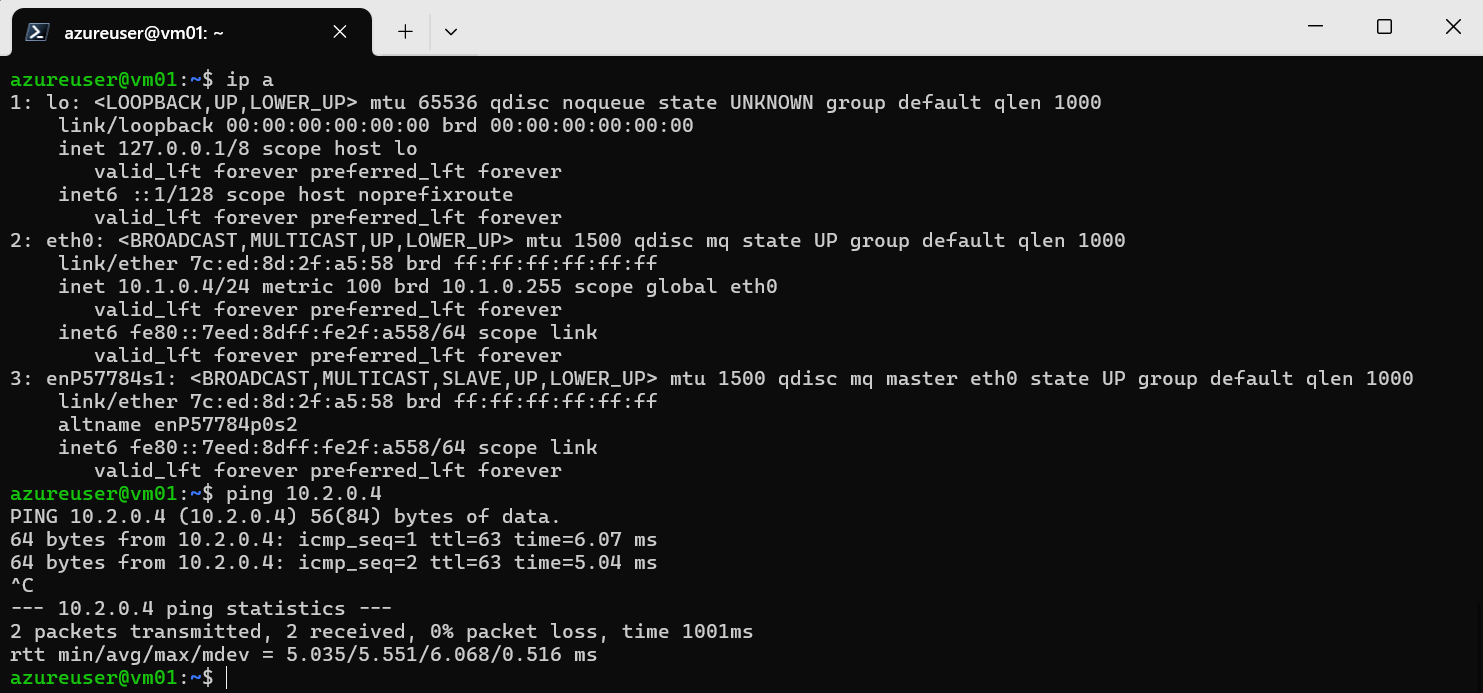 azureuser@vm01: ~
azureuser@vm01:~$ ip a
1: lo: <LOOPBACK,UP,LOWER_UP> mtu 65536 qdisc noqueue state UNKNOWN group default qlen 1000
    link/loopback 00:00:00:00:00:00 brd 00:00:00:00:00:00
    inet 127.0.0.1/8 scope host lo
       valid_lft forever preferred_lft forever
    inet6 ::1/128 scope host noprefixroute
       valid_lft forever preferred_lft forever
2: eth0: <BROADCAST,MULTICAST,UP,LOWER_UP> mtu 1500 qdisc mq state UP group default qlen 1000
    link/ether 7c:ed:8d:2f:a5:58 brd ff:ff:ff:ff:ff:ff
    inet 10.1.0.4/24 metric 100 brd 10.1.0.255 scope global eth0
       valid_lft forever preferred_lft forever
    inet6 fe80::7eed:8dff:fe2f:a558/64 scope link
       valid_lft forever preferred_lft forever
3: enP57784s1: <BROADCAST,MULTICAST,SLAVE,UP,LOWER_UP> mtu 1500 qdisc mq master eth0 state UP group default qlen 1000
    link/ether 7c:ed:8d:2f:a5:58 brd ff:ff:ff:ff:ff:ff
    altname enP57784p0s2
    inet6 fe80::7eed:8dff:fe2f:a558/64 scope link
       valid_lft forever preferred_lft forever
azureuser@vm01:~$ ping 10.2.0.4
PING 10.2.0.4 (10.2.0.4) 56(84) bytes of data.
64 bytes from 10.2.0.4: icmp_seq=1 ttl=63 time=6.07 ms
64 bytes from 10.2.0.4: icmp_seq=2 ttl=63 time=5.04 ms
^C
--- 10.2.0.4 ping statistics ---
2 packets transmitted, 2 received, 0% packet loss, time 1001ms
rtt min/avg/max/mdev = 5.035/5.551/6.068/0.516 ms
azureuser@vm01:~$